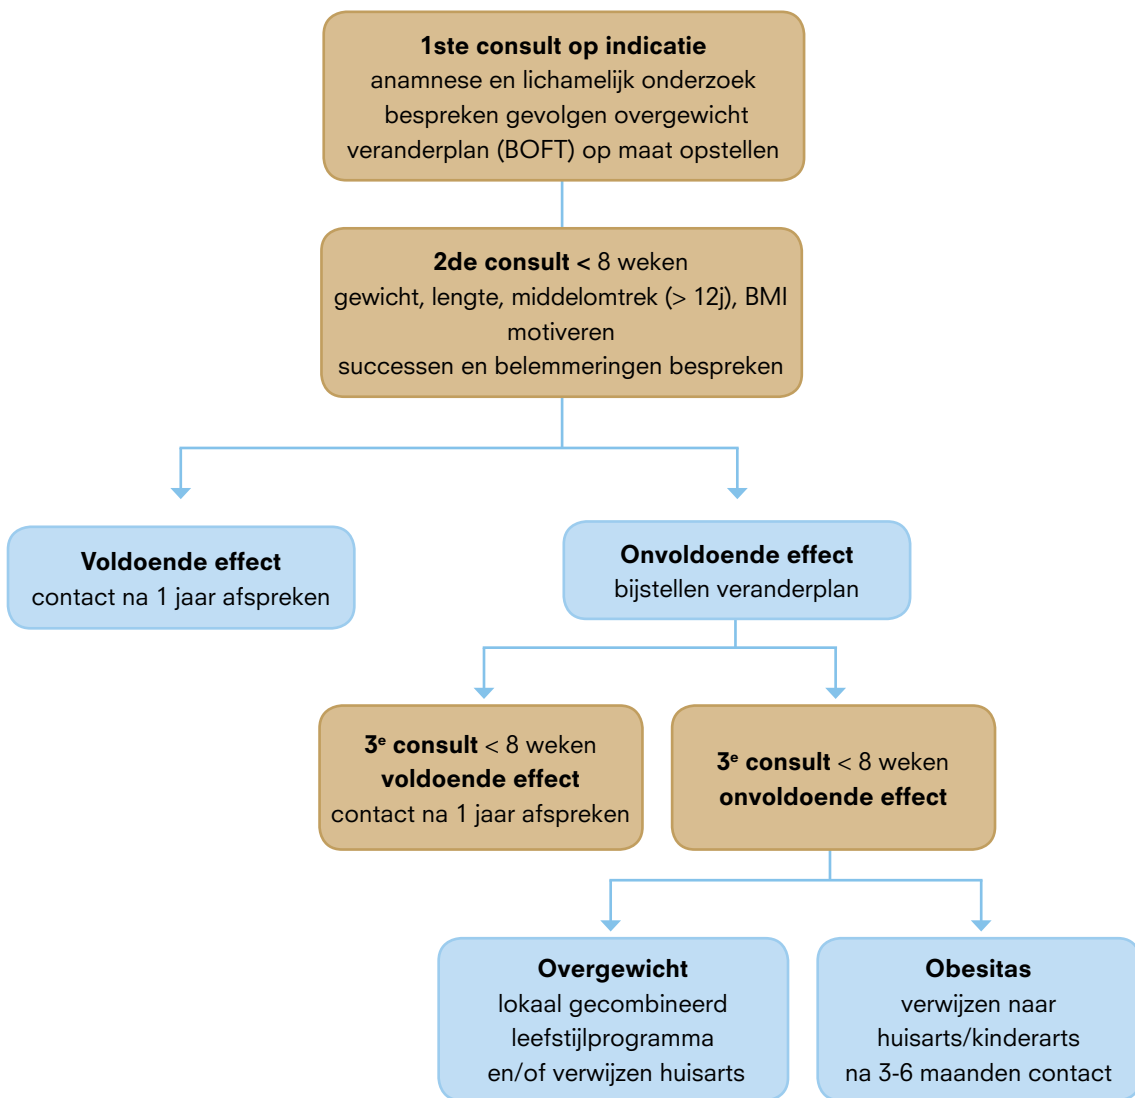 1ste consult op indicatie
anamnese en lichamelijk onderzoek
bespreken gevolgen overgewicht
veranderplan (BOFT) op maat opstellen
2de consult < 8 weken
gewicht, lengte, middelomtrek (> 12j), BMI
motiveren
successen en belemmeringen bespreken
Voldoende effect
contact na 1 jaar afspreken
Onvoldoende effect
bijstellen veranderplan
3ᵉ consult < 8 weken
voldoende effect
contact na 1 jaar afspreken
3ᵉ consult < 8 weken
onvoldoende effect
Overgewicht
lokaal gecombineerd
leefstijlprogramma
en/of verwijzen huisarts
Obesitas
verwijzen naar
huisarts/kinderarts
na 3-6 maanden contact